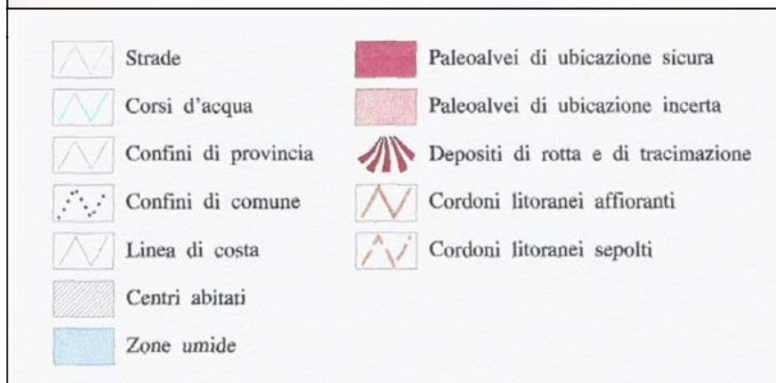 Strade
Corsi d'acqua
Confini di provincia
Confini di comune
Linea di costa
Centri abitati
Zone umide
Paleoalvei di ubicazione sicura
Paleoalvei di ubicazione incerta
Depositi di rotta e di tracimazione
Cordoni litoranei affioranti
Cordoni litoranei sepolti